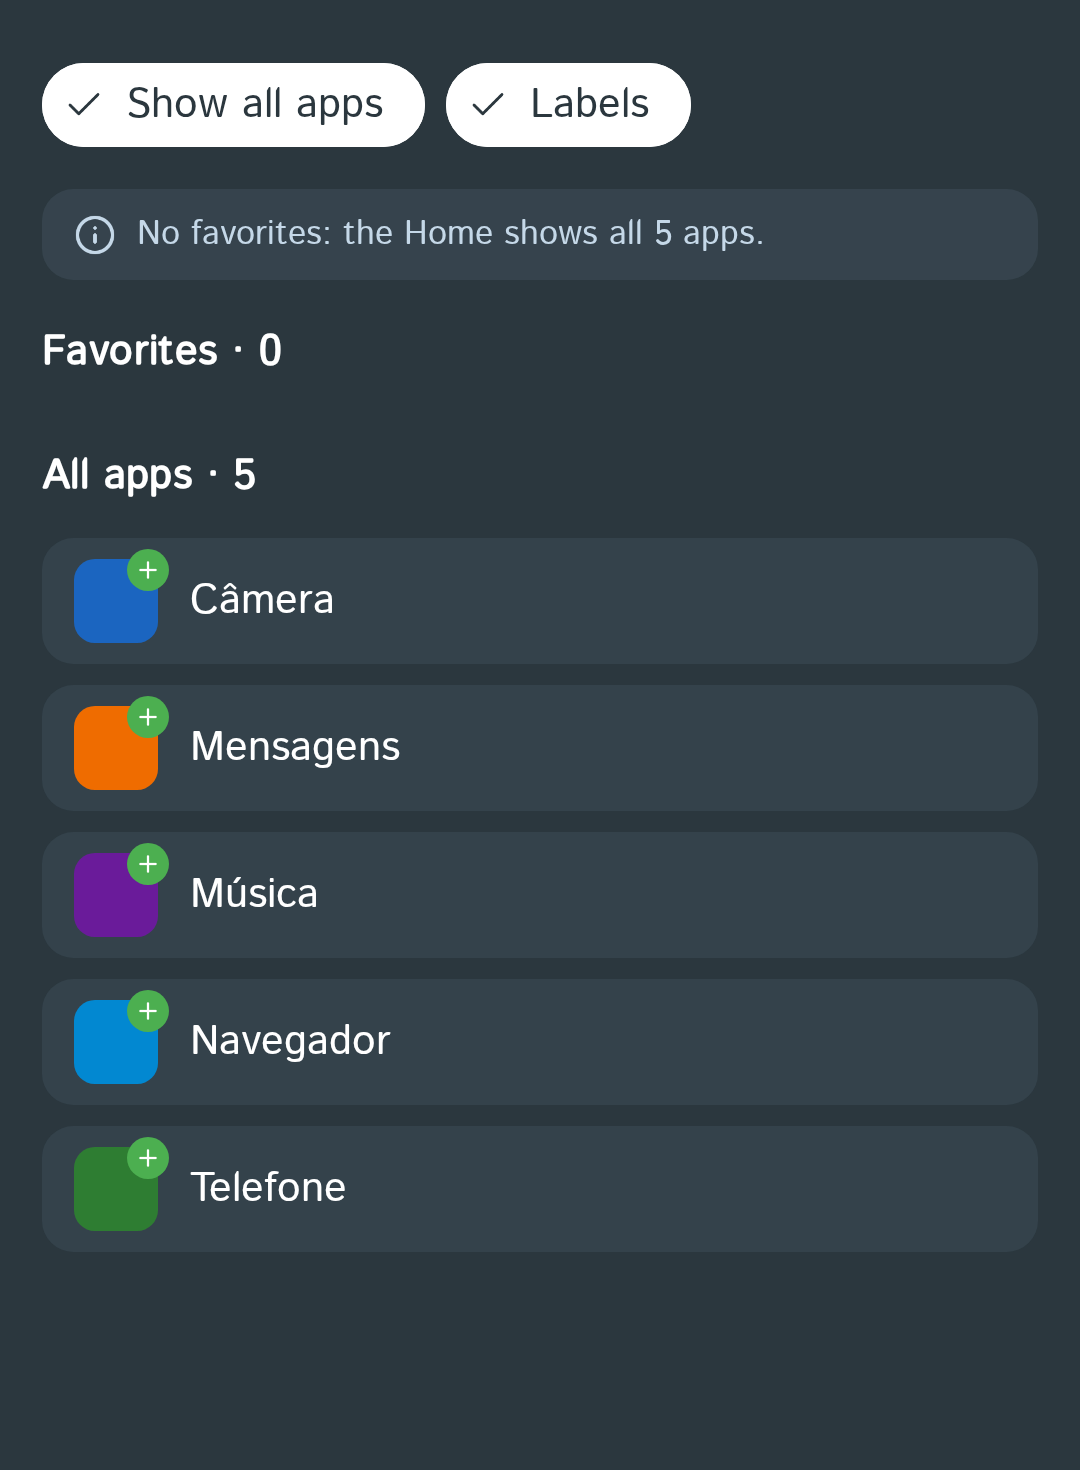 Show all apps
Labels
No favorites: the Home shows all 5 apps.
Favorites · 0
All apps · 5
Câmera
Mensagens
Música
Navegador
Telefone